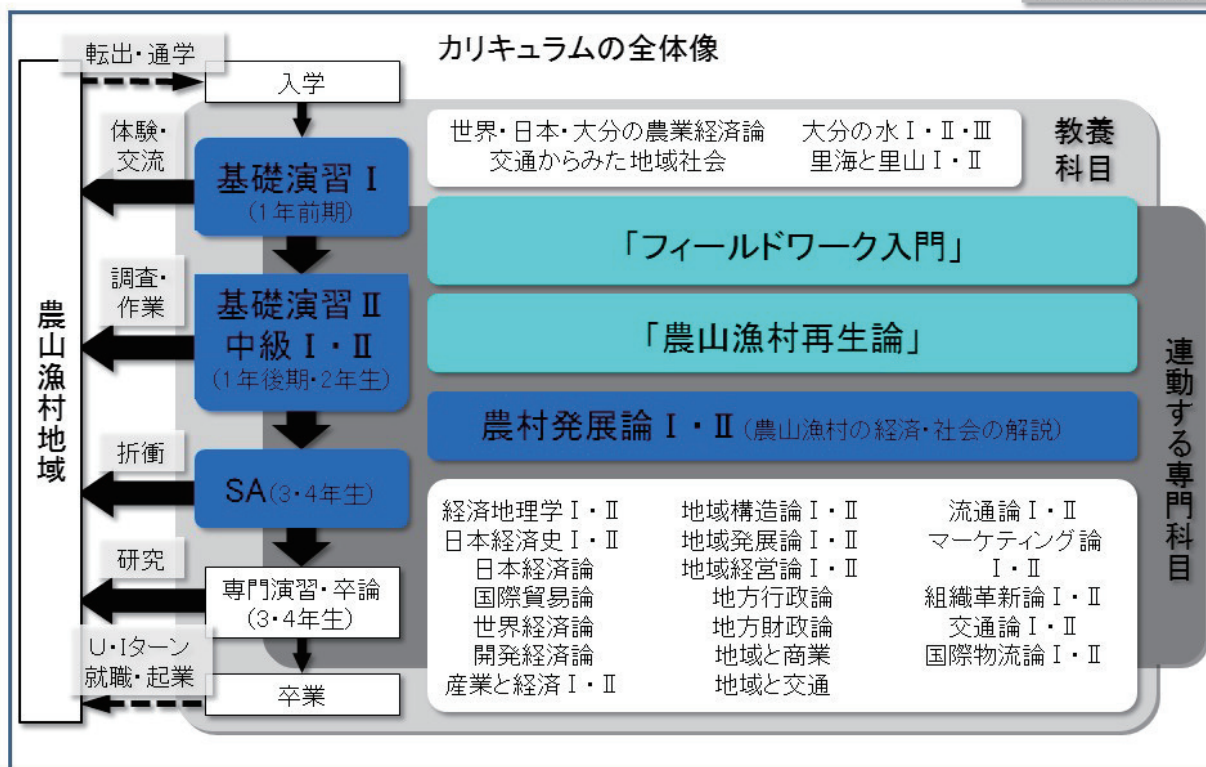 カリキュラムの全体像
農山漁村地域
転出・通学
入学
体験・
交流
基礎演習Ⅰ
(1年前期)
調査・
作業
基礎演習Ⅱ
中級Ⅰ・Ⅱ
(1年後期・2年生)
折衝
SA(3・4年生)
研究
専門演習・卒論
(3・4年生)
U・Iターン
就職・起業
卒業
教養
科目
世界・日本・大分の農業経済論
交通からみた地域社会
大分の水Ⅰ・Ⅱ・Ⅲ
里海と里山Ⅰ・Ⅱ
「フィールドワーク入門」
「農山漁村再生論」
農村発展論Ⅰ・Ⅱ(農山漁村の経済・社会の解説)
連動する専門科目
経済地理学Ⅰ・Ⅱ
日本経済史Ⅰ・Ⅱ
日本経済論
国際貿易論
世界経済論
開発経済論
産業と経済Ⅰ・Ⅱ
地域構造論Ⅰ・Ⅱ
地域発展論Ⅰ・Ⅱ
地域経営論Ⅰ・Ⅱ
地方行政論
地方財政論
地域と商業
地域と交通
流通論Ⅰ・Ⅱ
マーケティング論
Ⅰ・Ⅱ
組織革新論Ⅰ・Ⅱ
交通論Ⅰ・Ⅱ
国際物流論Ⅰ・Ⅱ